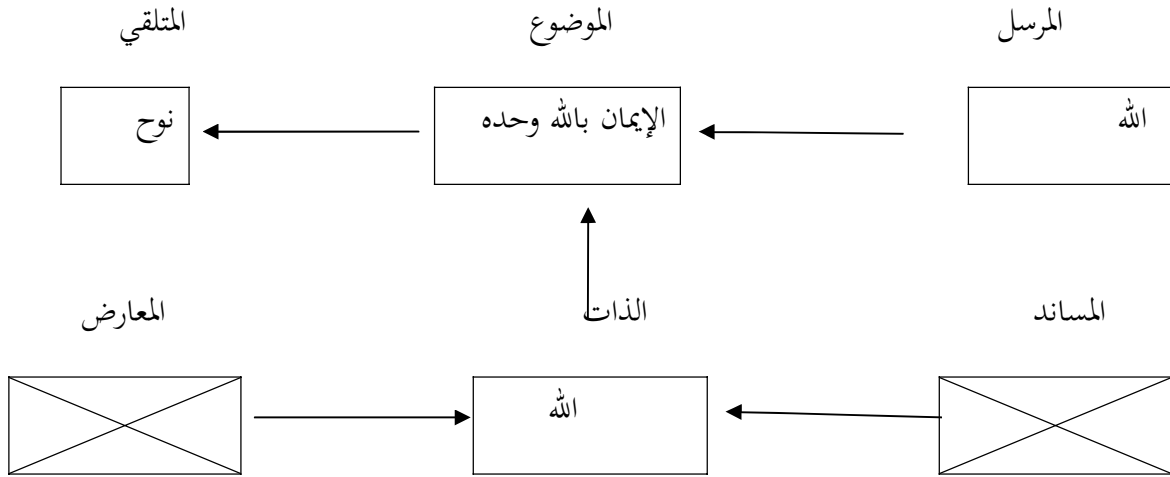 المرسل الموضوع المتلقي
الله الإيمان بالله وحده نوح
المساند الذات المعارض
الله